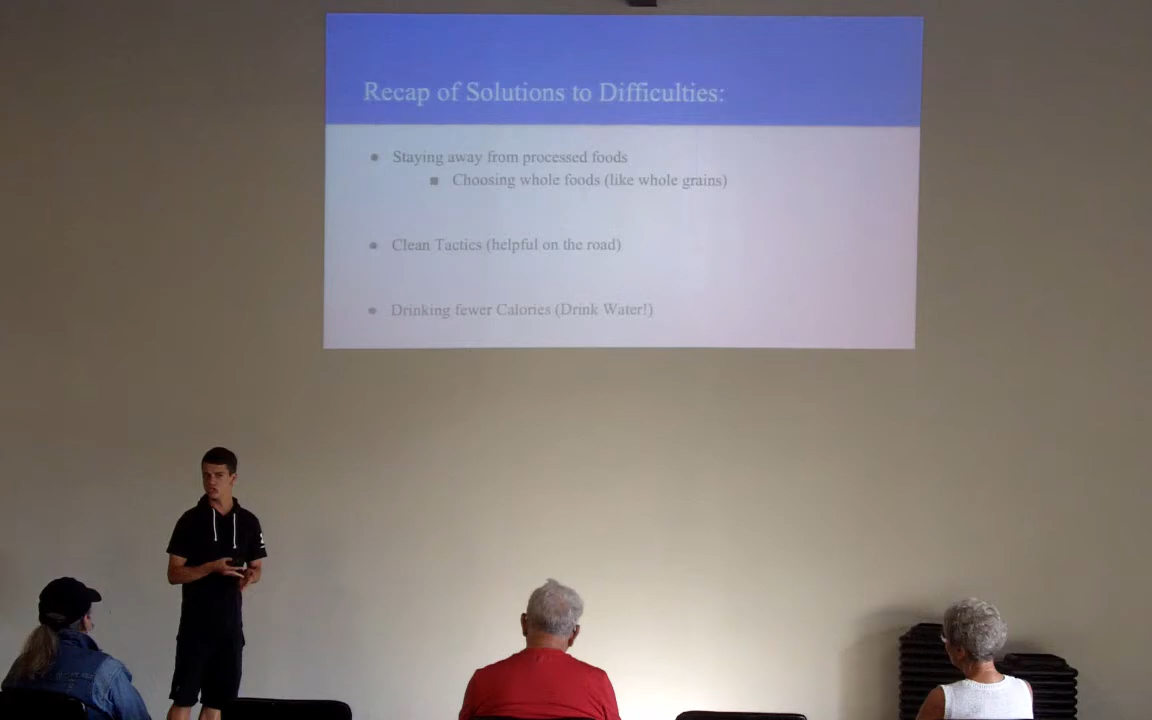 Recap of Solutions to Difficulties:
● Staying away from processed foods
■ Choosing whole foods (like whole grains)
● Clean Tactics (helpful on the road)
● Drinking fewer Calories (Drink Water!)